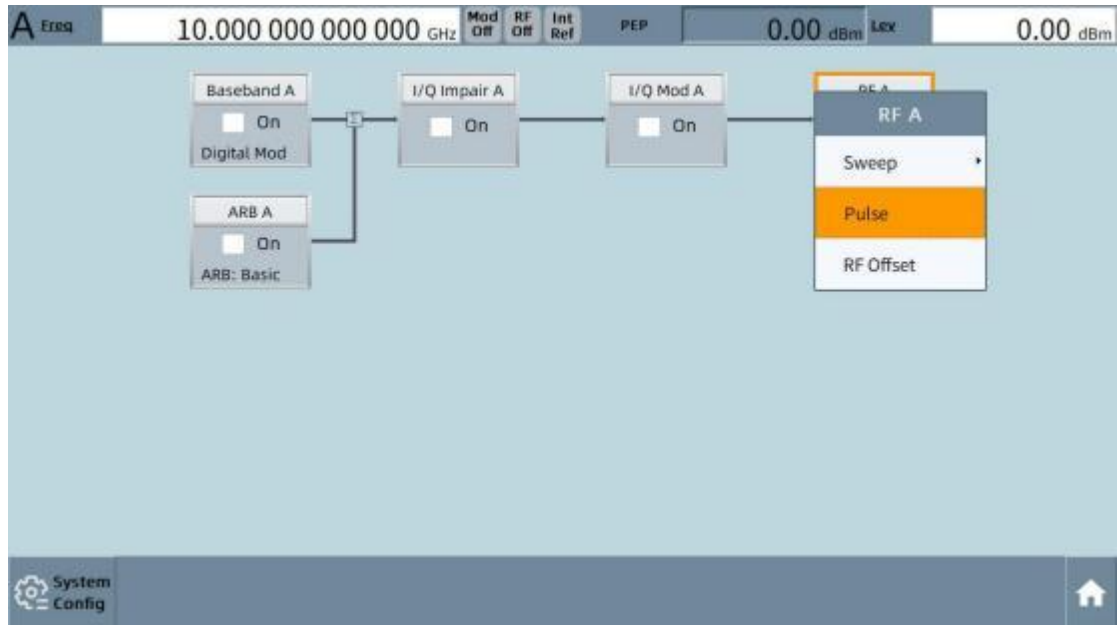 A Freq 10.000 000 000 000 GHz Mod Off RF Off Int Ref PEP 0.00 dBm Lev 0.00 dBm
Baseband A
On
Digital Mod
I/Q Impair A
On
I/Q Mod A
On
RF A
RF A
Sweep
Pulse
RF Offset
ARB A
On
ARB: Basic
System
Config